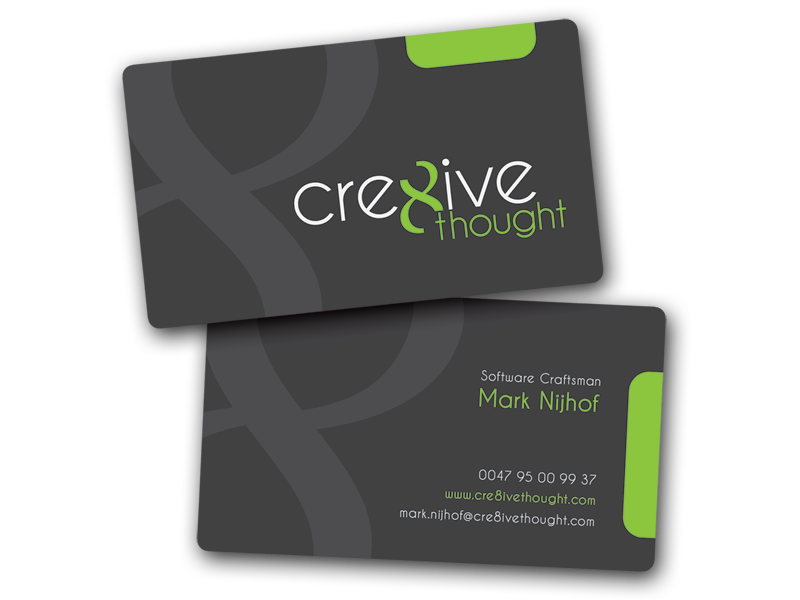 cre8ive
thought
Software Craftsman
Mark Nijhof
0047 95 00 99 37
www.cre8ivethought.com
mark.nijhof@cre8ivethought.com